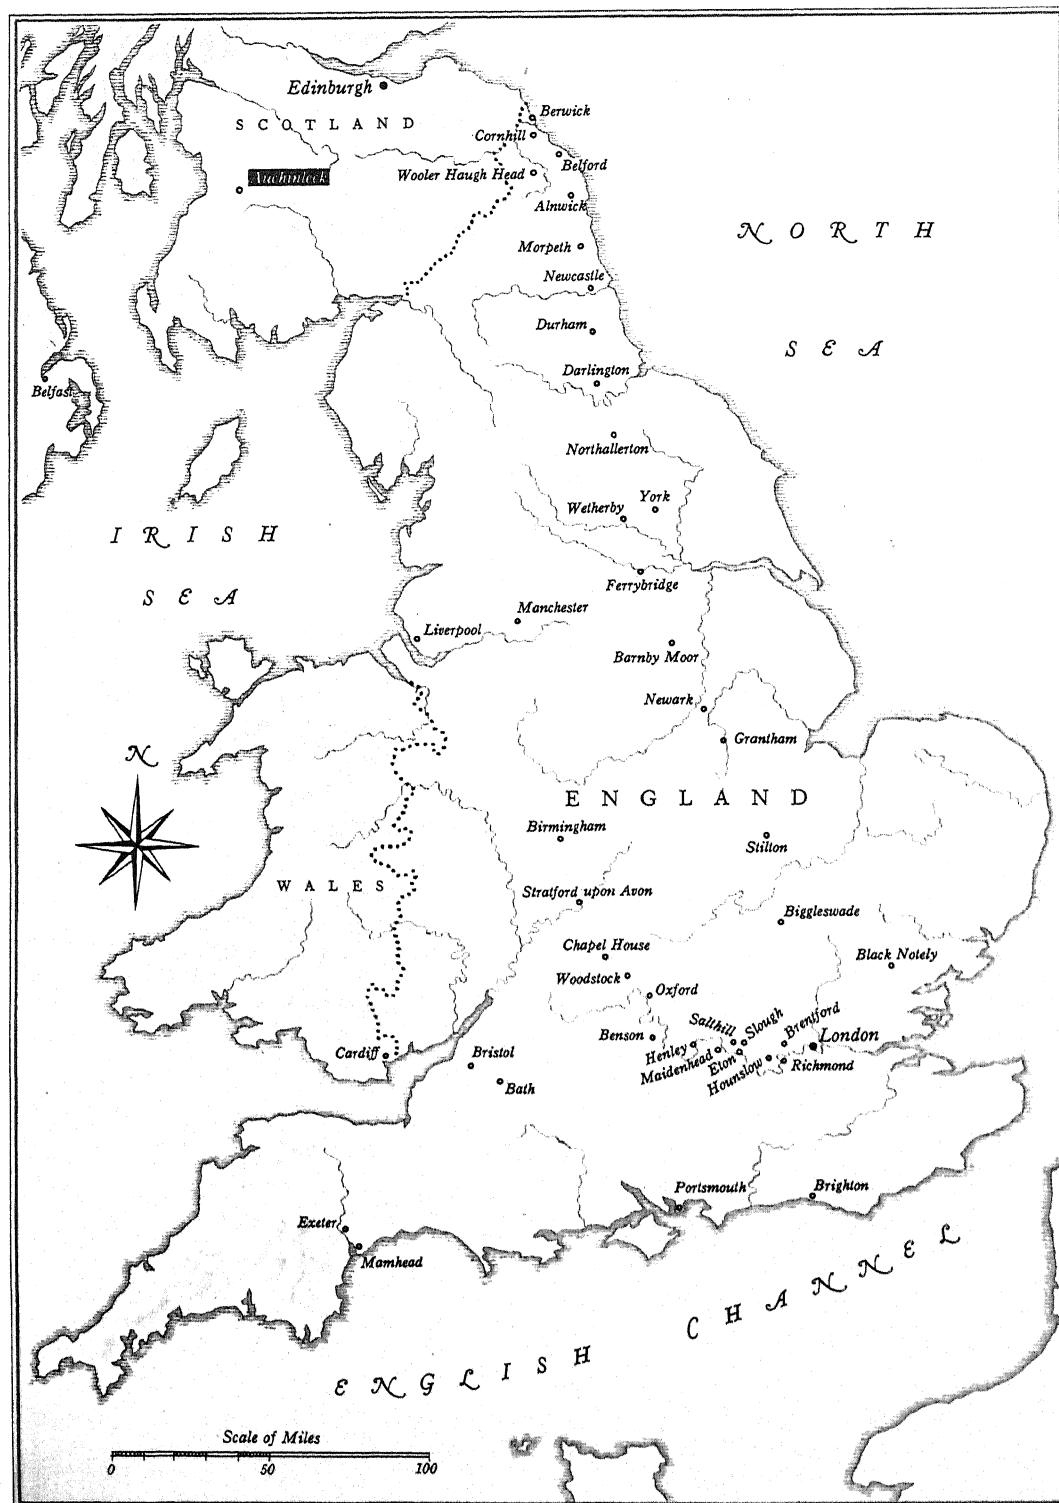 Edinburgh
SCOTLAND
Berwick
Cornhill
Belford
Wooler Haugh Head
Auchinleck
Alnwick
NORTH
Morpeth
Newcastle
Durham
SEA
Darlington
Belfast
Northallerton
York
Wetherby
IRISH
Ferrybridge
SEA
Manchester
Liverpool
Barnby Moor
Newark
Grantham
N
ENGLAND
Birmingham
Stilton
WALES
Stratford upon Avon
Biggleswade
Chapel House
Black Notely
Woodstock
Oxford
Salthill
Slough
Brentford
Benson
London
Henley
Maidenhead
Eton
Hounslow
Richmond
Cardiff
Bristol
Bath
Portsmouth
Brighton
Exeter
Mamhead
ENGLISH CHANNEL
Scale of Miles
0 50 100